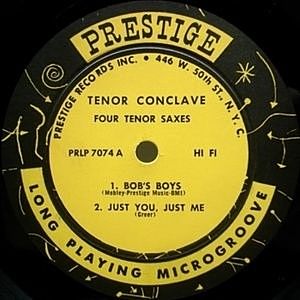 PRESTIGE
PRESTIGE RECORDS INC. • 446 W. 50th ST., N.Y.C.
TENOR CONCLAVE
FOUR TENOR SAXES
PRLP 7074 A HI FI
1. BOB'S BOYS
(Mobley-Prestige Music-BMI)
2. JUST YOU, JUST ME
(Greer)
LONG PLAYING MICROGROOVE